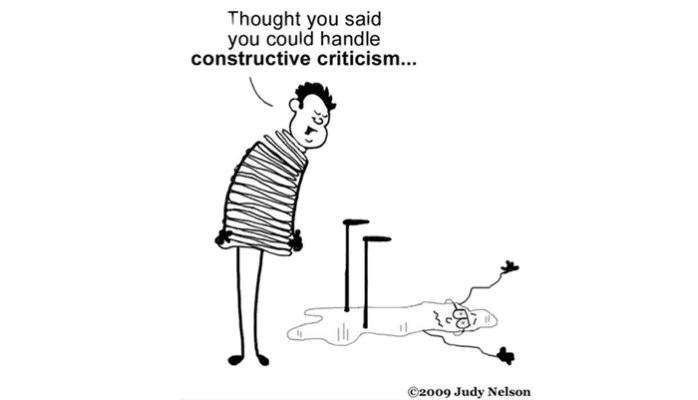 Thought you said
you could handle
constructive criticism...
©2009 Judy Nelson